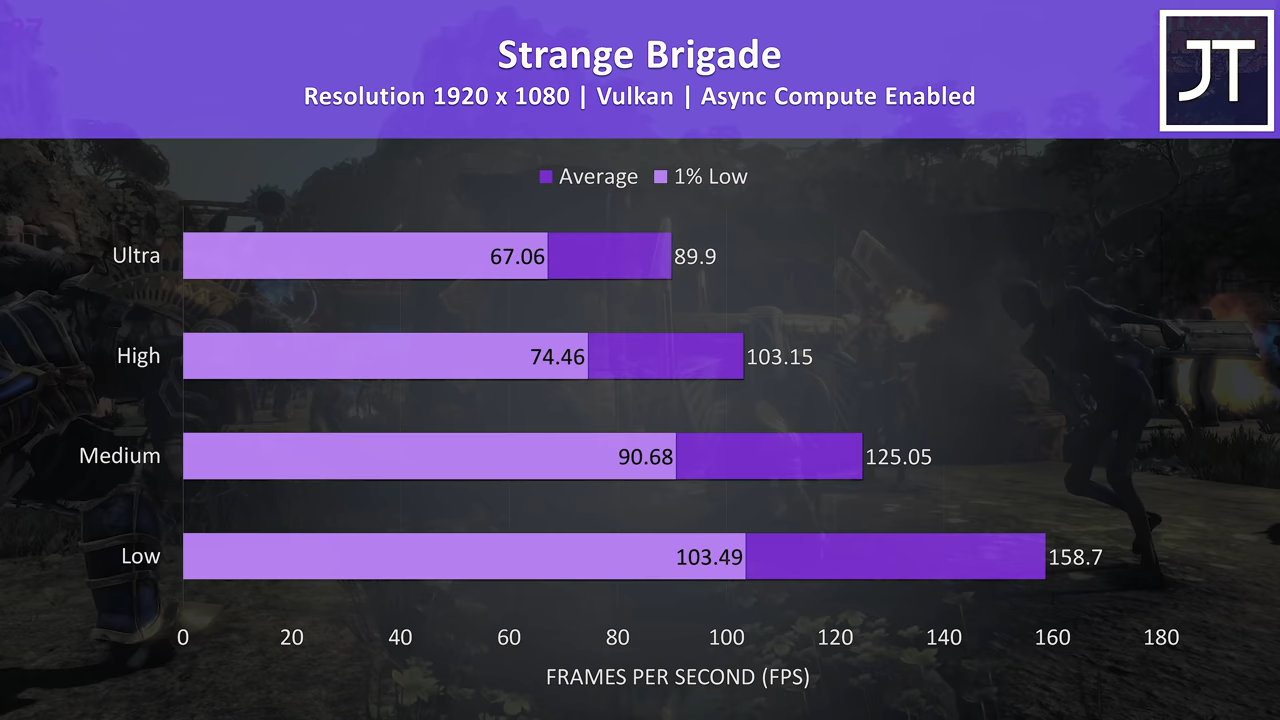 Strange Brigade
Resolution 1920 x 1080 | Vulkan | Async Compute Enabled
JT
Average 1% Low
Ultra 67.06 89.9
High 74.46 103.15
Medium 90.68 125.05
Low 103.49 158.7
0 20 40 60 80 100 120 140 160 180
FRAMES PER SECOND (FPS)